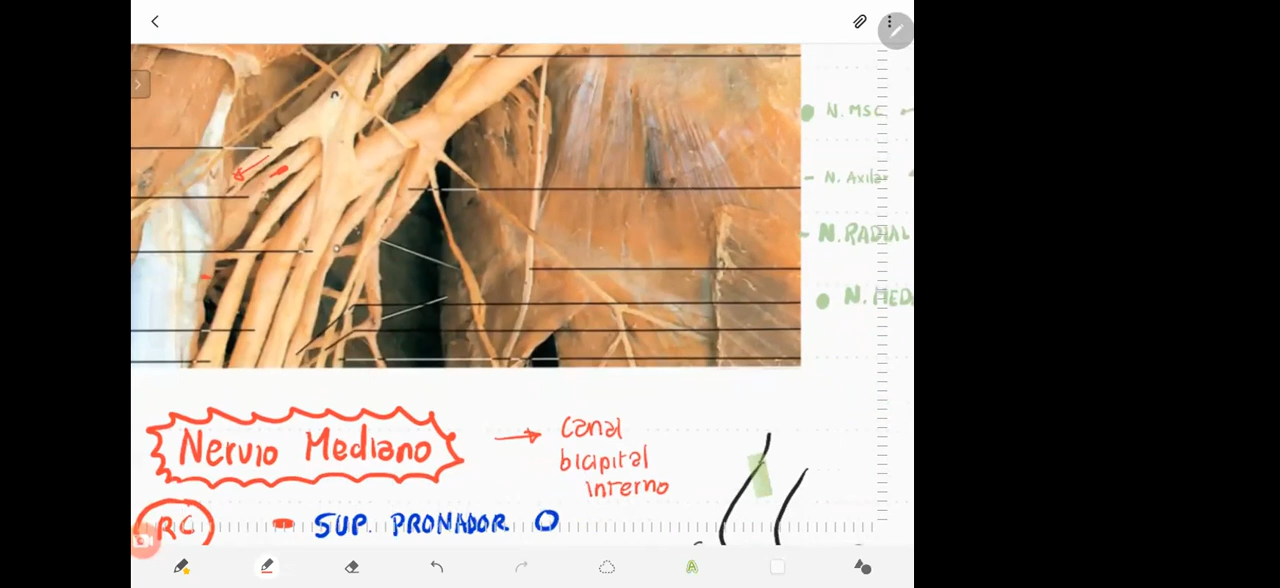 N. MSC
N. Axilar
N. RADIAL
N. MED
Nervio Mediano
Canal
bicipital
interno
RC
SUP. PRONADOR O